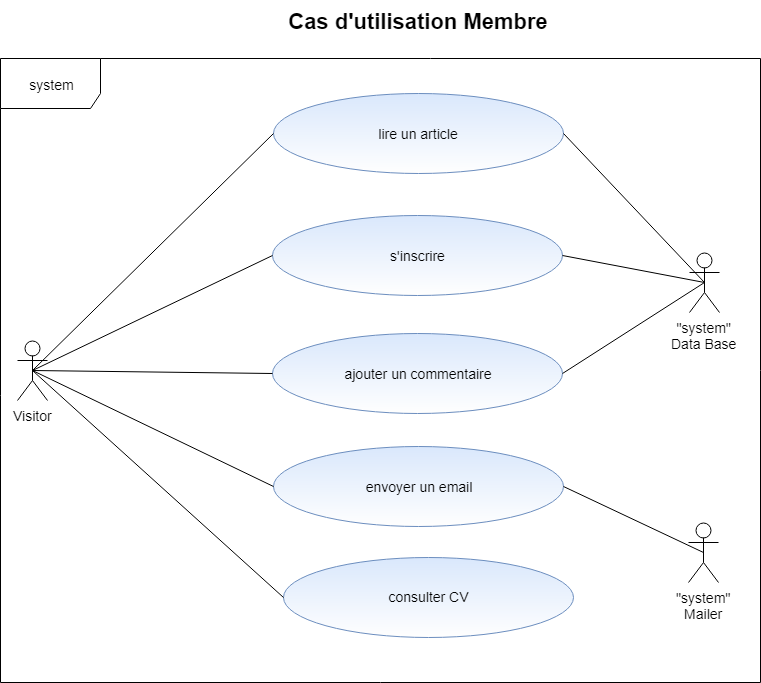 Cas d'utilisation Membre
system
lire un article
s'inscrire
"system"
Data Base
ajouter un commentaire
Visitor
envoyer un email
consulter CV
"system"
Mailer